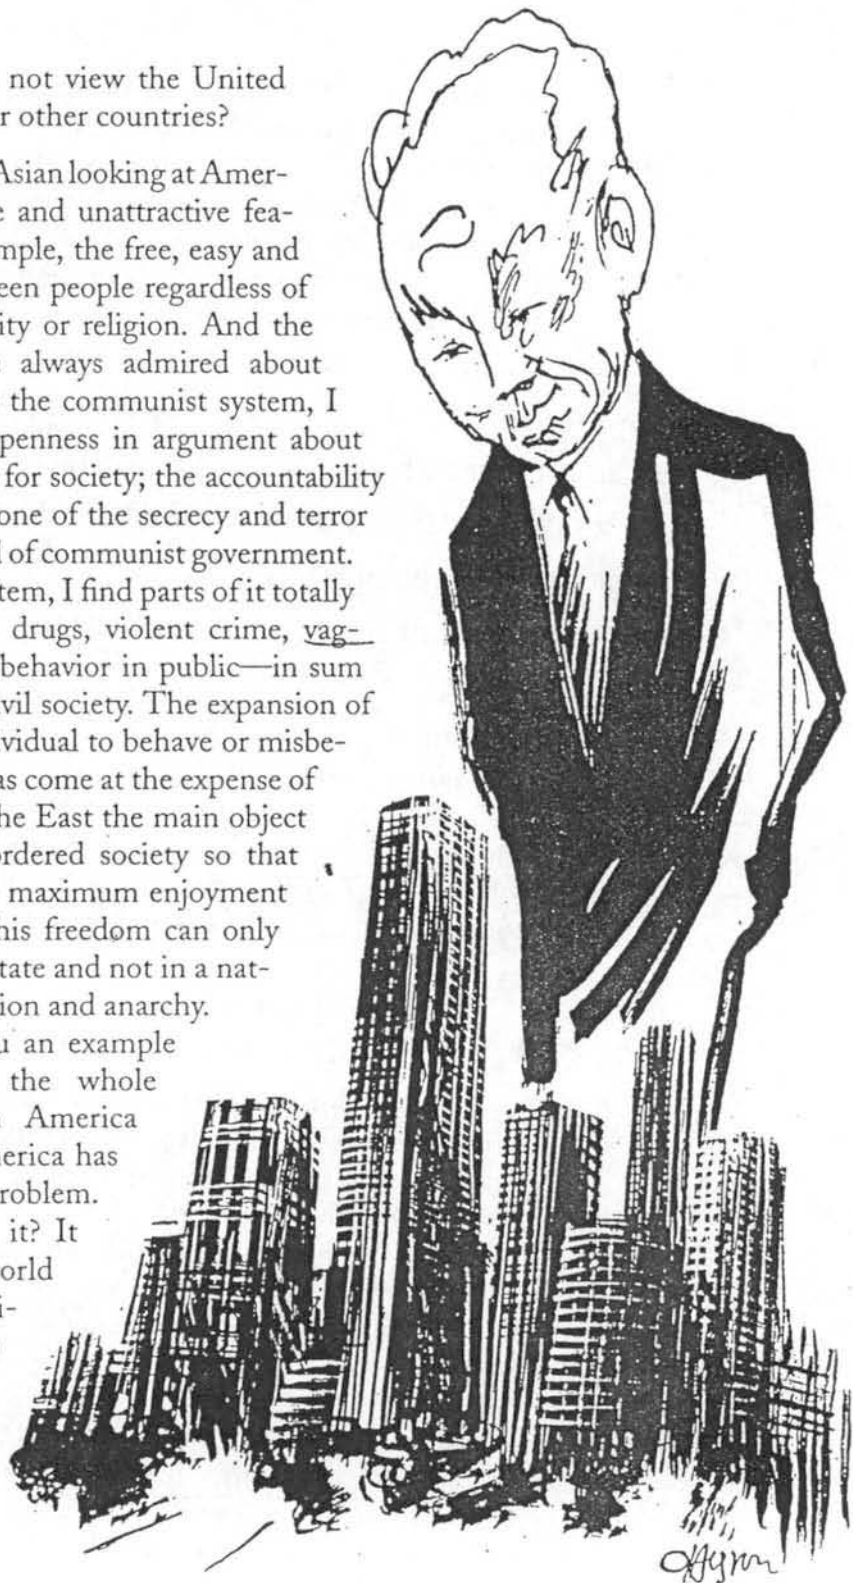 not view the United
r other countries?
Asian looking at Amer-
e and unattractive fea-
mple, the free, easy and
een people regardless of
ity or religion. And the
always admired about
the communist system, I
penness in argument about
for society; the accountability
one of the secrecy and terror
l of communist government.
tem, I find parts of it totally
drugs, violent crime, vag-
behavior in public—in sum
ivil society. The expansion of
ividual to behave or misbe-
as come at the expense of
he East the main object
ordered society so that
maximum enjoyment
his freedom can only
tate and not in a nat-
ion and anarchy.
u an example
the whole
America
erica has
roblem.
it? It
orld
i-